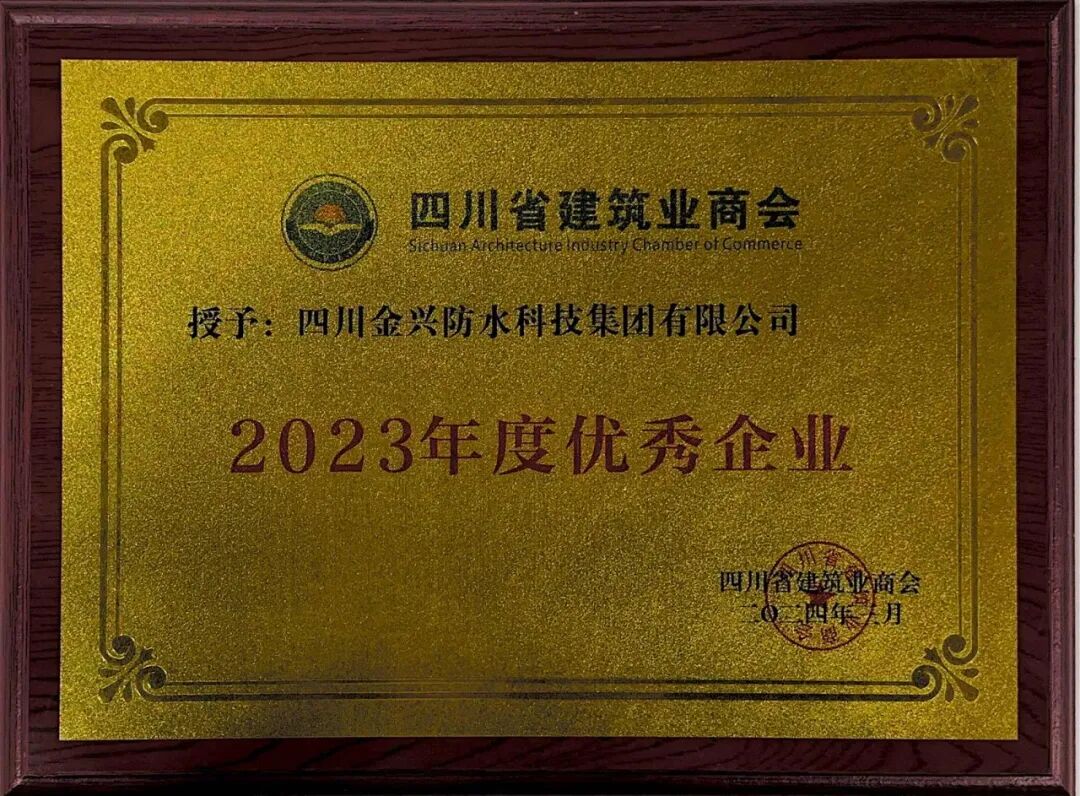 四川省建筑业商会
Sichuan Architecture Industry Chamber of Commerce
授予：四川金兴防水科技集团有限公司
2023年度优秀企业
四川省建筑业商会
二〇二四年三月